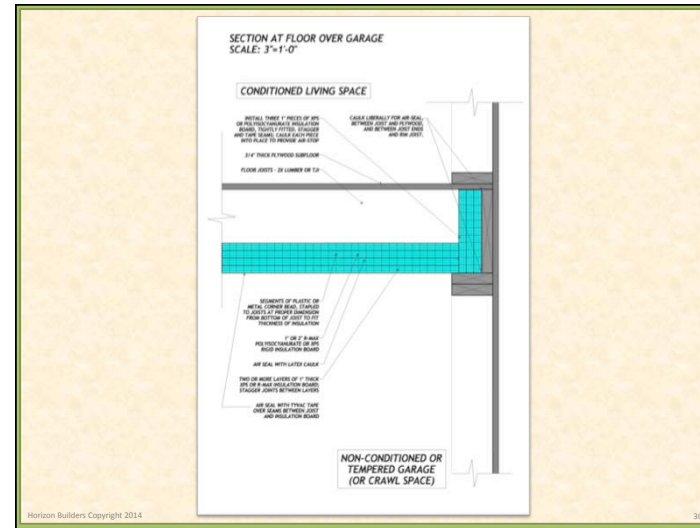 SECTION AT FLOOR OVER GARAGE
SCALE: 3"=1'-0"
CONDITIONED LIVING SPACE
INSTALL THREE 1" PIECES OF XPS
OR POLYISOCYANURATE INSULATION
BOARD, TIGHTLY FITTED. STAGGER
AND TAPE SEAMS; CAULK EACH PIECE
INTO PLACE TO PROVIDE AIR STOP
CAULK LIBERALLY FOR AIR SEAL,
BETWEEN JOIST AND PLYWOOD,
AND BETWEEN JOIST ENDS
AND RIM JOIST.
3/4" THICK PLYWOOD SUBFLOOR
FLOOR JOISTS - 2X LUMBER OR TJI
SEGMENTS OF PLASTIC OR
METAL CORNER BEAD, STAPLED
TO JOISTS AT PROPER DIMENSION
FROM BOTTOM OF JOIST TO FIT
THICKNESS OF INSULATION
1" OR 2" R-MAX
POLYISOCYANURATE OR XPS
RIGID INSULATION BOARD
AIR SEAL WITH LATEX CAULK
TWO OR MORE LAYERS OF 1" THICK
XPS OR R-MAX INSULATION BOARD;
STAGGER JOINTS BETWEEN LAYERS
AIR SEAL WITH TYVAC TAPE
OVER SEAMS BETWEEN JOIST
AND INSULATION BOARD
NON-CONDITIONED OR
TEMPERED GARAGE
(OR CRAWL SPACE)
Horizon Builders Copyright 2014